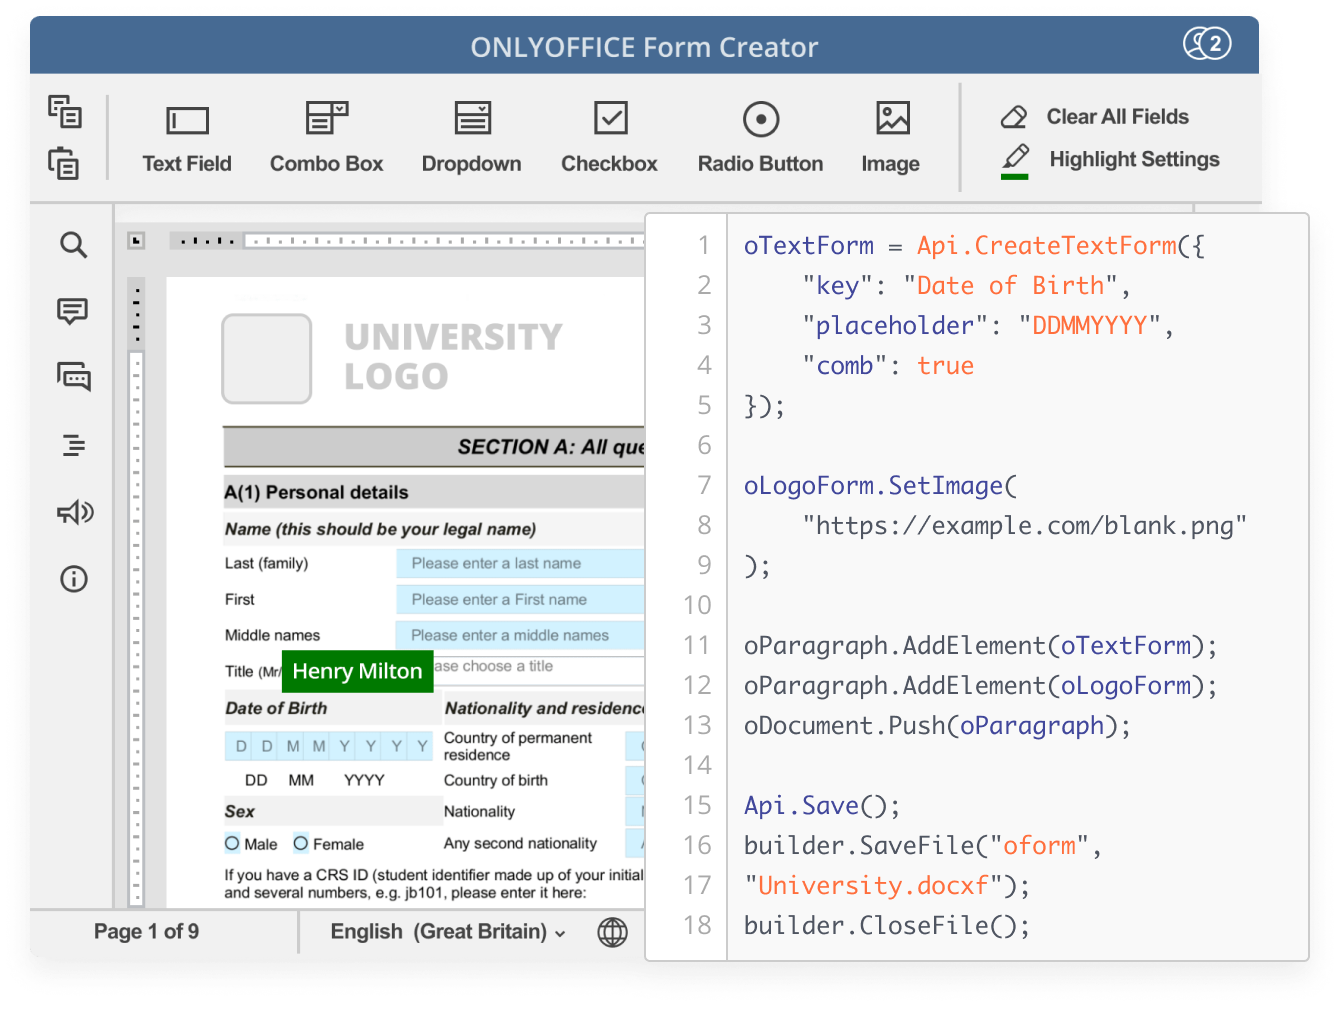 ONLYOFFICE Form Creator
2
Text Field
Combo Box
Dropdown
Checkbox
Radio Button
Image
Clear All Fields
Highlight Settings
UNIVERSITY
LOGO
SECTION A: All que
A(1) Personal details
Name (this should be your legal name)
Last (family)
Please enter a last name
First
Please enter a First name
Middle names
Please enter a middle names
Title (Mr/
Henry Milton
ase choose a title
Date of Birth
Nationality and residenc
D D M M Y Y Y Y
DD MM YYYY
Country of permanent
residence
Country of birth
Sex
Nationality
Male
Female
Any second nationality
If you have a CRS ID (student identifier made up of your initial
and several numbers, e.g. jb101, please enter it here:
Page 1 of 9
English (Great Britain)
1 oTextForm = Api.CreateTextForm({
2 "key": "Date of Birth",
3 "placeholder": "DDMMYYYY",
4 "comb": true
5 });
6
7 oLogoForm.SetImage(
8 "https://example.com/blank.png"
9 );
10
11 oParagraph.AddElement(oTextForm);
12 oParagraph.AddElement(oLogoForm);
13 oDocument.Push(oParagraph);
14
15 Api.Save();
16 builder.SaveFile("oform",
17 "University.docxf");
18 builder.CloseFile();